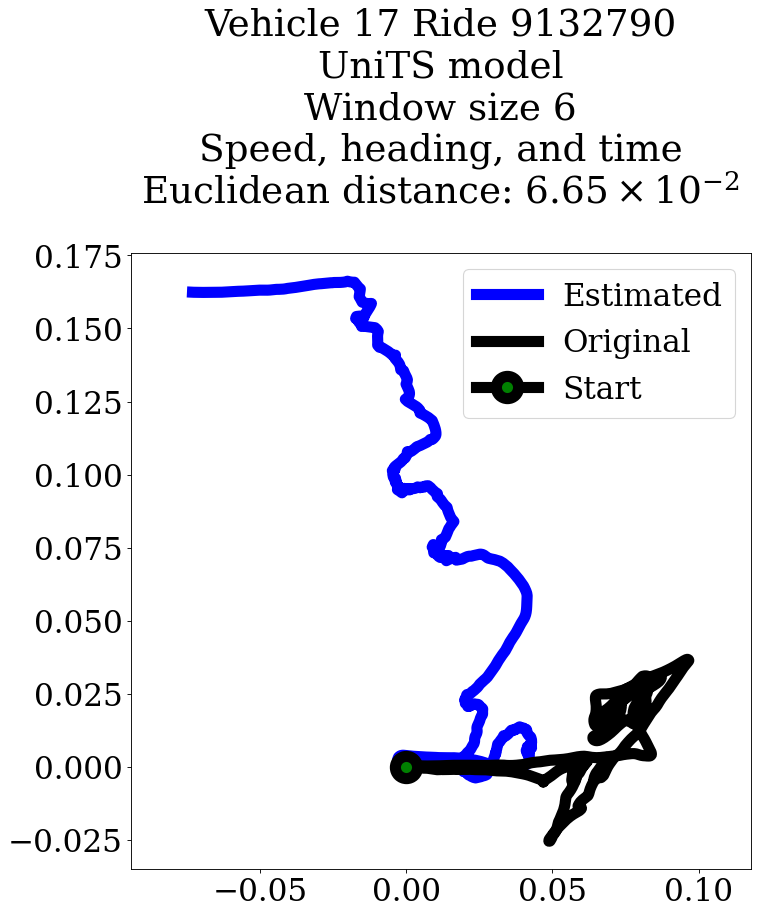 Vehicle 17 Ride 9132790
UniTS model
Window size 6
Speed, heading, and time
Euclidean distance: 6.65 × 10⁻²
0.175
0.150
0.125
0.100
0.075
0.050
0.025
0.000
−0.025
Estimated
Original
Start
−0.05 0.00 0.05 0.10